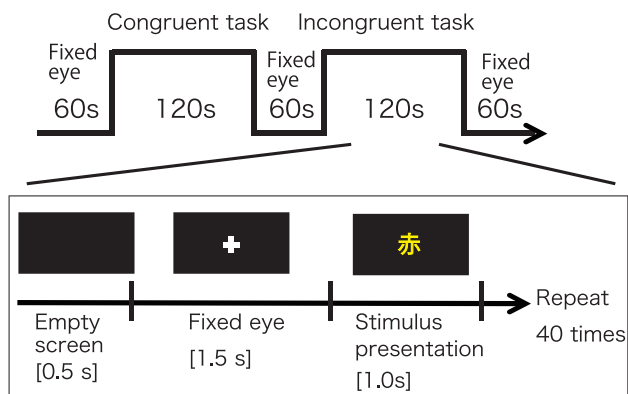 Congruent task
Incongruent task
Fixed
eye
Fixed
eye
Fixed
eye
60s
120s
60s
120s
60s
赤
Empty
screen
[0.5 s]
Fixed eye
[1.5 s]
Stimulus
presentation
[1.0s]
Repeat
40 times